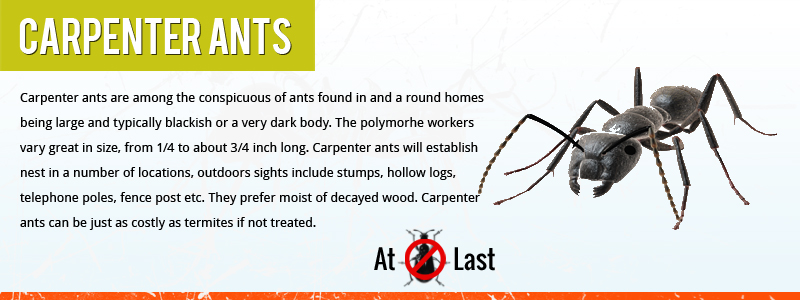 CARPENTER ANTS
Carpenter ants are among the conspicuous of ants found in and a round homes
being large and typically blackish or a very dark body. The polymorhe workers
vary great in size, from 1/4 to about 3/4 inch long. Carpenter ants will establish
nest in a number of locations, outdoors sights include stumps, hollow logs,
telephone poles, fence post etc. They prefer moist of decayed wood. Carpenter
ants can be just as costly as termites if not treated.
At Last